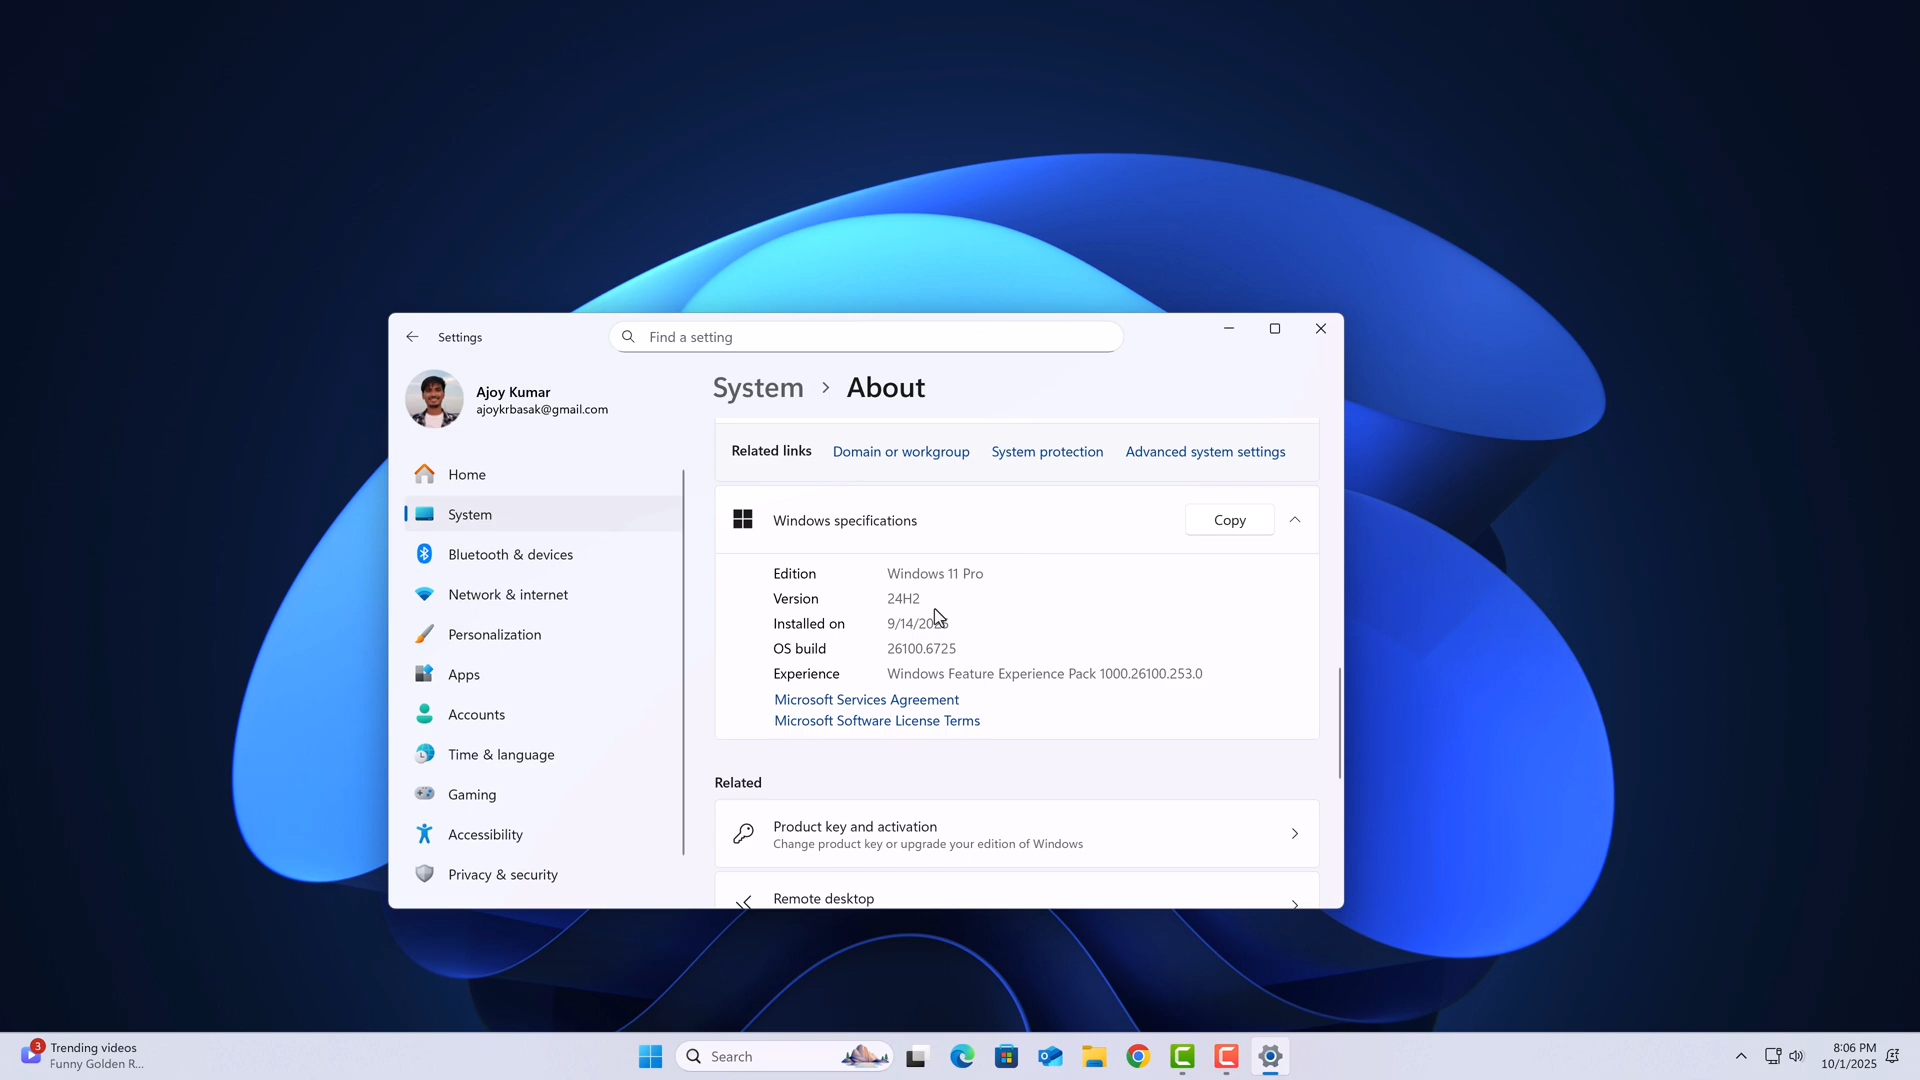 Settings
Find a setting
Ajoy Kumar
ajoykrbasak@gmail.com
Home
System
Bluetooth & devices
Network & internet
Personalization
Apps
Accounts
Time & language
Gaming
Accessibility
Privacy & security
System > About
Related links Domain or workgroup System protection Advanced system settings
Windows specifications Copy
Edition Windows 11 Pro
Version 24H2
Installed on
OS build 26100.6725
Experience Windows Feature Experience Pack 1000.26100.253.0
Microsoft Services Agreement
Microsoft Software License Terms
Related
Product key and activation
Change product key or upgrade your edition of Windows
Remote desktop
3
Trending videos
Funny Golden R...
Search
8:06 PM
10/1/2025